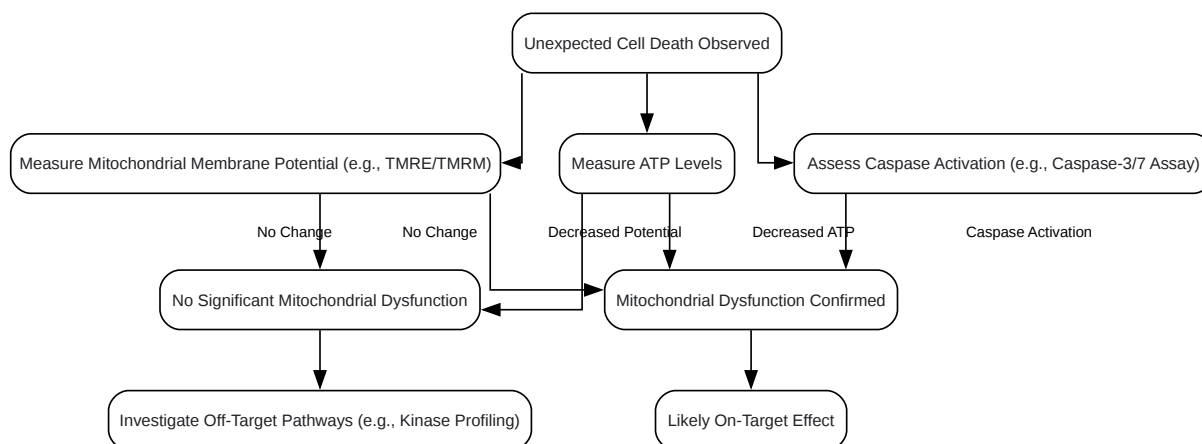 Unexpected Cell Death Observed
Measure Mitochondrial Membrane Potential (e.g., TMRE/TMRM)
Measure ATP Levels
Assess Caspase Activation (e.g., Caspase-3/7 Assay)
No Change
No Change
Decreased Potential
Decreased ATP
Caspase Activation
No Significant Mitochondrial Dysfunction
Mitochondrial Dysfunction Confirmed
Investigate Off-Target Pathways (e.g., Kinase Profiling)
Likely On-Target Effect